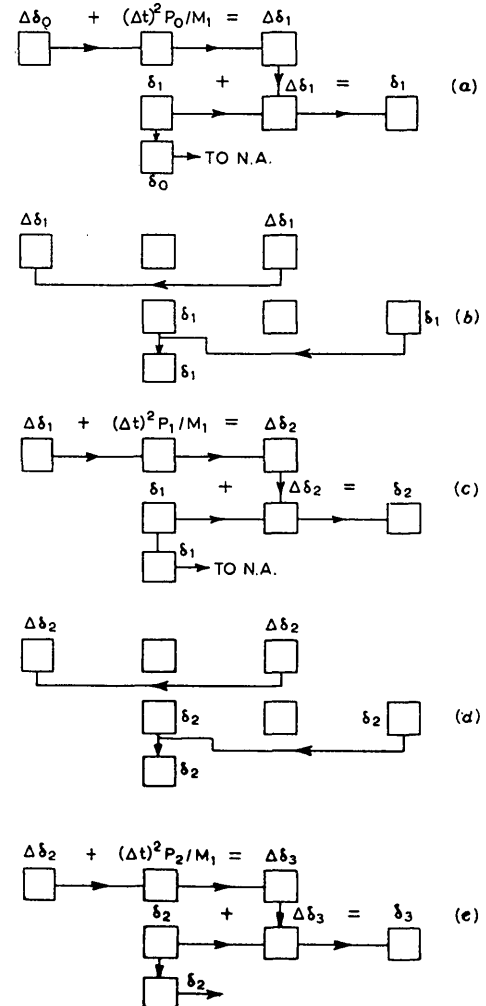 Δδ₀ + (Δt)²P₀/M₁ = Δδ₁
δ₁ + Δδ₁ = δ₁ (a)
TO N.A.
δ₀
Δδ₁ Δδ₁
δ₁ δ₁ (b)
δ₁
Δδ₁ + (Δt)²P₁/M₁ = Δδ₂
δ₁ + Δδ₂ = δ₂ (c)
δ₁
TO N.A.
Δδ₂ Δδ₂
δ₂ δ₂ (d)
δ₂
Δδ₂ + (Δt)²P₂/M₁ = Δδ₃
δ₂ + Δδ₃ = δ₃ (e)
δ₂